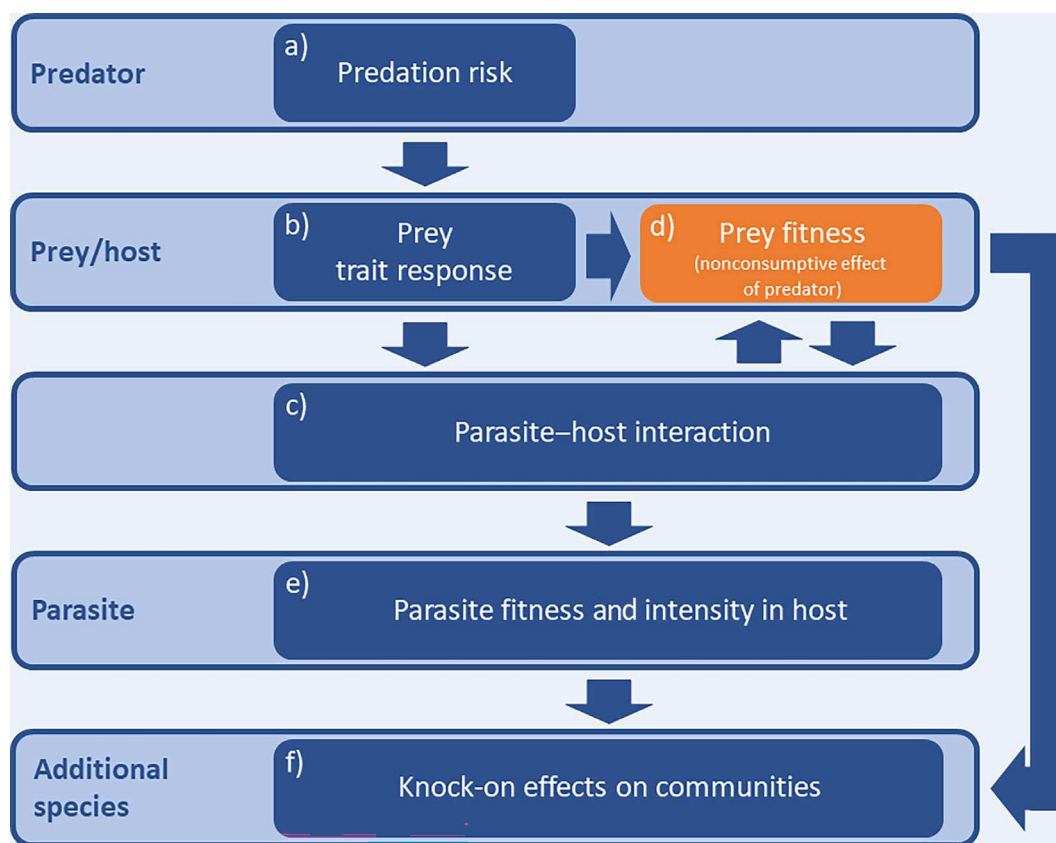 Predator
a)
Predation risk
Prey/host
b)
Prey
trait response
d)
Prey fitness
(nonconsumptive effect
of predator)
c)
Parasite–host interaction
Parasite
e)
Parasite fitness and intensity in host
Additional
species
f)
Knock-on effects on communities